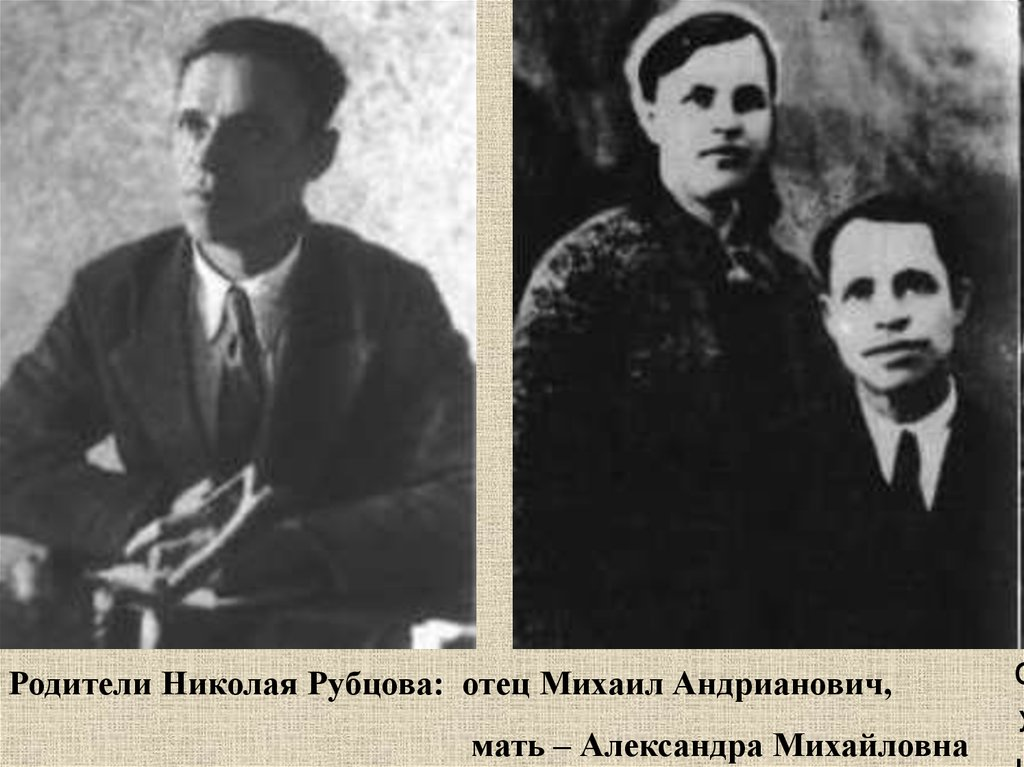 Родители Николая Рубцова: отец Михаил Андрианович,
мать – Александра Михайловна